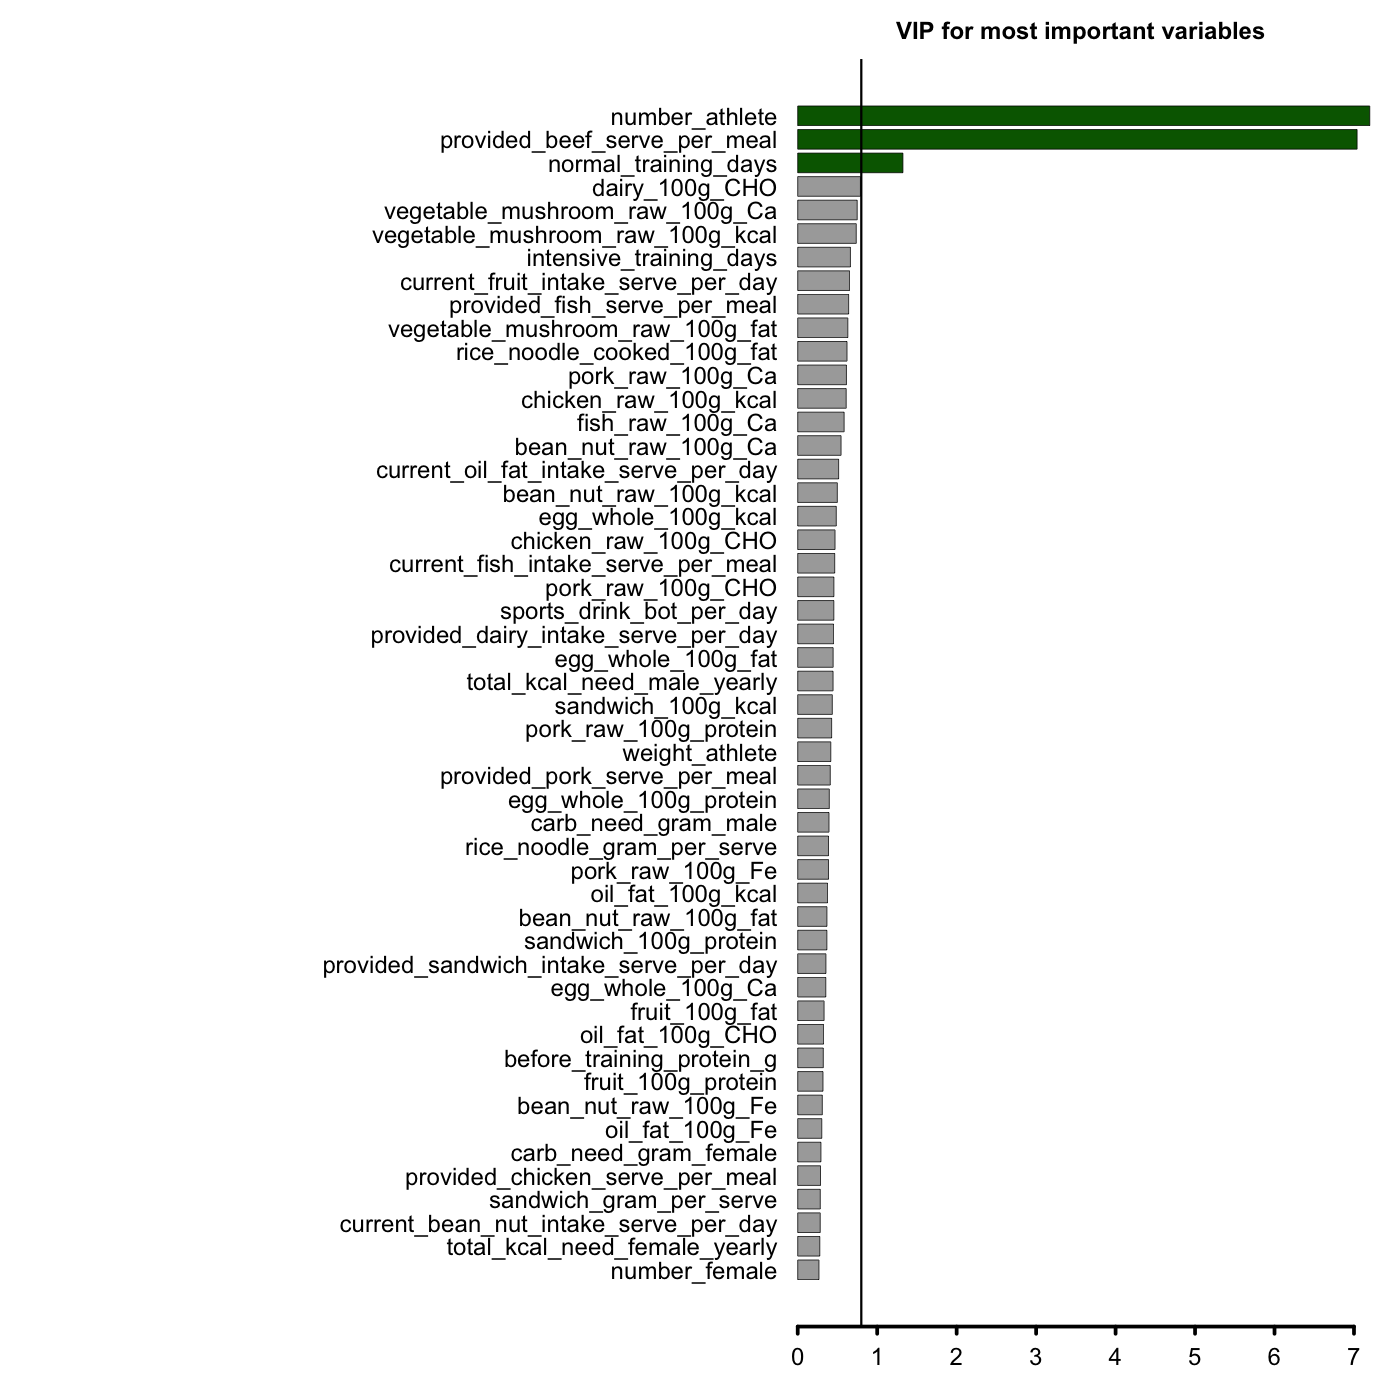 VIP for most important variables
number_athlete
provided_beef_serve_per_meal
normal_training_days
dairy_100g_CHO
vegetable_mushroom_raw_100g_Ca
vegetable_mushroom_raw_100g_kcal
intensive_training_days
current_fruit_intake_serve_per_day
provided_fish_serve_per_meal
vegetable_mushroom_raw_100g_fat
rice_noodle_cooked_100g_fat
pork_raw_100g_Ca
chicken_raw_100g_kcal
fish_raw_100g_Ca
bean_nut_raw_100g_Ca
current_oil_fat_intake_serve_per_day
bean_nut_raw_100g_kcal
egg_whole_100g_kcal
chicken_raw_100g_CHO
current_fish_intake_serve_per_meal
pork_raw_100g_CHO
sports_drink_bot_per_day
provided_dairy_intake_serve_per_day
egg_whole_100g_fat
total_kcal_need_male_yearly
sandwich_100g_kcal
pork_raw_100g_protein
weight_athlete
provided_pork_serve_per_meal
egg_whole_100g_protein
carb_need_gram_male
rice_noodle_gram_per_serve
pork_raw_100g_Fe
oil_fat_100g_kcal
bean_nut_raw_100g_fat
sandwich_100g_protein
provided_sandwich_intake_serve_per_day
egg_whole_100g_Ca
fruit_100g_fat
oil_fat_100g_CHO
before_training_protein_g
fruit_100g_protein
bean_nut_raw_100g_Fe
oil_fat_100g_Fe
carb_need_gram_female
provided_chicken_serve_per_meal
sandwich_gram_per_serve
current_bean_nut_intake_serve_per_day
total_kcal_need_female_yearly
number_female
0 1 2 3 4 5 6 7